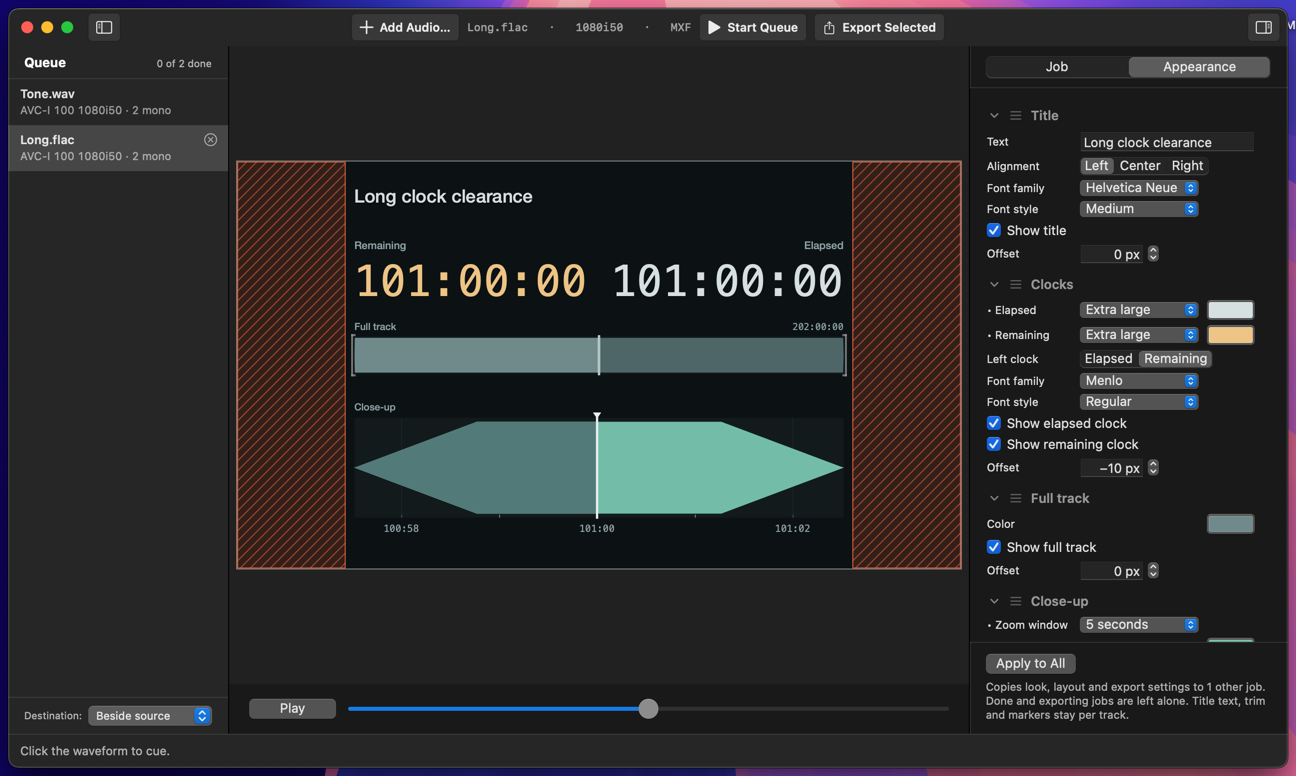 Add Audio... Long.flac · 1080i50 · MXF Start Queue Export Selected
Queue 0 of 2 done
Tone.wav
AVC-I 100 1080i50 · 2 mono
Long.flac
AVC-I 100 1080i50 · 2 mono
Destination: Beside source
Click the waveform to cue.
Long clock clearance
Remaining Elapsed
101:00:00 101:00:00
Full track 202:00:00
Close-up
100:58 101:00 101:02
Play
Job Appearance
Title
Text Long clock clearance
Alignment Left Center Right
Font family Helvetica Neue
Font style Medium
Show title
Offset 0 px
Clocks
• Elapsed Extra large
• Remaining Extra large
Left clock Elapsed Remaining
Font family Menlo
Font style Regular
Show elapsed clock
Show remaining clock
Offset −10 px
Full track
Color
Show full track
Offset 0 px
Close-up
• Zoom window 5 seconds
Apply to All
Copies look, layout and export settings to 1 other job.
Done and exporting jobs are left alone. Title text, trim
and markers stay per track.